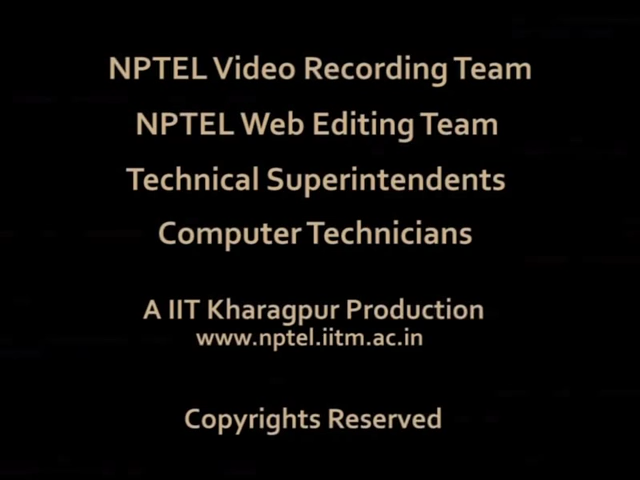 NPTEL Video Recording Team
NPTEL Web Editing Team
Technical Superintendents
Computer Technicians
A IIT Kharagpur Production
www.nptel.iitm.ac.in
Copyrights Reserved